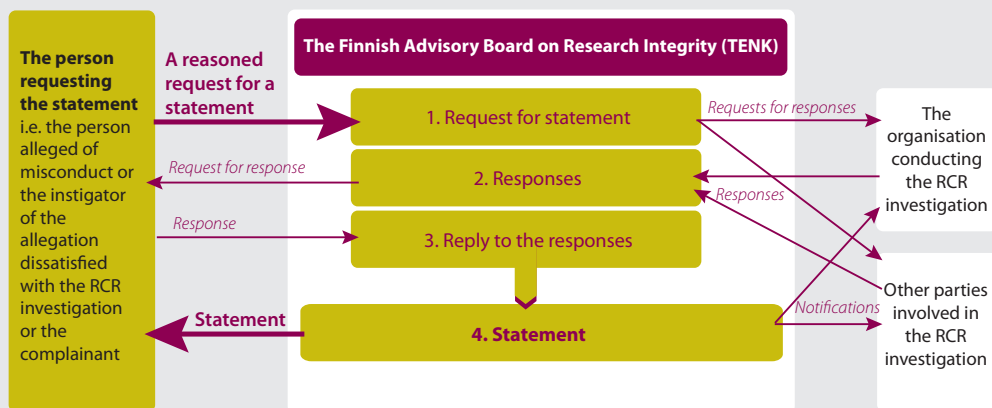 The person
requesting
the statement
i.e. the person
alleged of
misconduct or
the instigator
of the
allegation
dissatisfied
with the RCR
investigation
or the
complainant
A reasoned
request for a
statement
Request for response
Response
Statement
The Finnish Advisory Board on Research Integrity (TENK)
1. Request for statement
2. Responses
3. Reply to the responses
4. Statement
Requests for responses
Responses
Notifications
The
organisation
conducting
the RCR
investigation
Other parties
involved in
the RCR
investigation